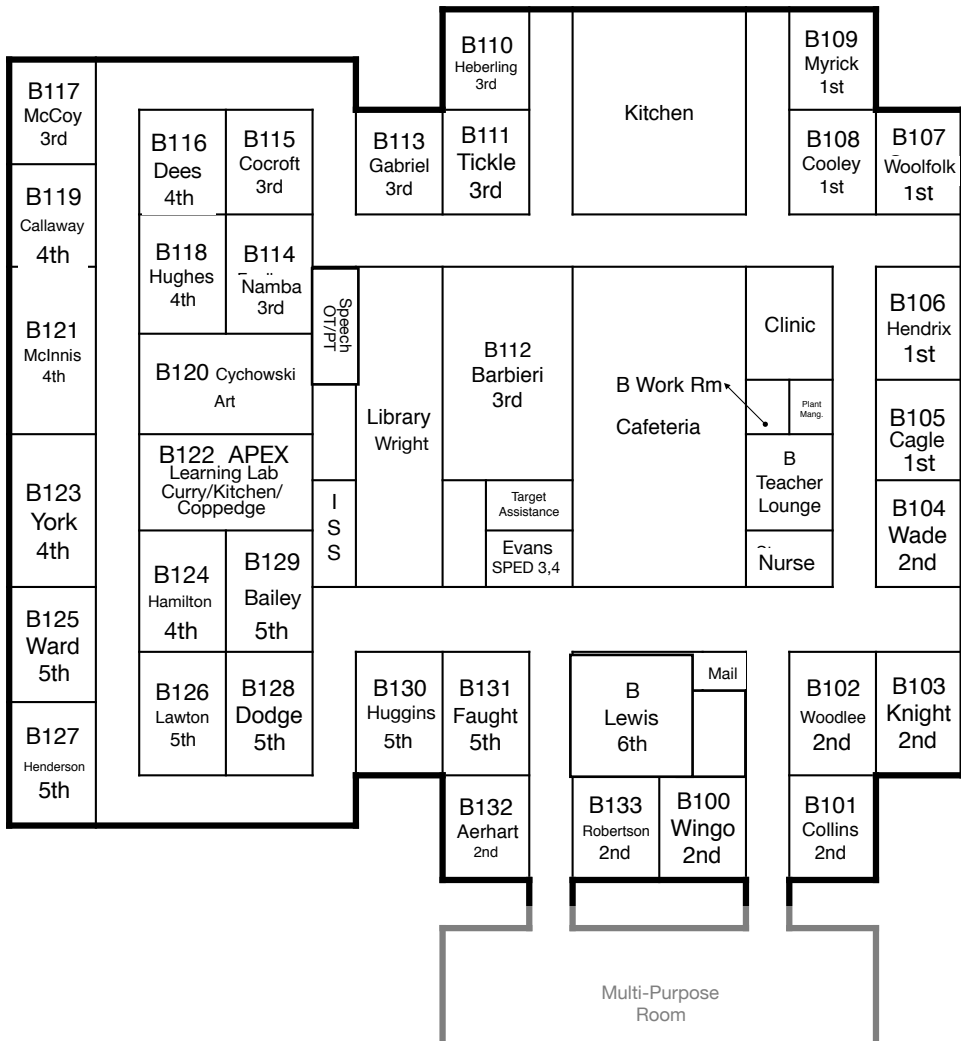 B110
Heberling
3rd
B109
Myrick
1st
B117
McCoy
3rd
Kitchen
B116
Dees
4th
B115
Cocroft
3rd
B113
Gabriel
3rd
B111
Tickle
3rd
B108
Cooley
1st
B107
Woolfolk
1st
B119
Callaway
4th
B118
Hughes
4th
B114
Namba
3rd
Speech
OT/PT
B121
McInnis
4th
B120 Cychowski
Art
Library
Wright
B112
Barbieri
3rd
B Work Rm
Cafeteria
Clinic
Plant
Mang.
B106
Hendrix
1st
B105
Cagle
1st
B122 APEX
Learning Lab
Curry/Kitchen/
Coppedge
B
Teacher
Lounge
B123
York
4th
I
S
S
Target
Assistance
Evans
SPED 3,4
Nurse
B104
Wade
2nd
B124
Hamilton
4th
B129
Bailey
5th
B125
Ward
5th
B126
Lawton
5th
B128
Dodge
5th
B130
Huggins
5th
B131
Faught
5th
B
Lewis
6th
Mail
B102
Woodlee
2nd
B103
Knight
2nd
B127
Henderson
5th
B132
Aerhart
2nd
B133
Robertson
2nd
B100
Wingo
2nd
B101
Collins
2nd
Multi-Purpose
Room